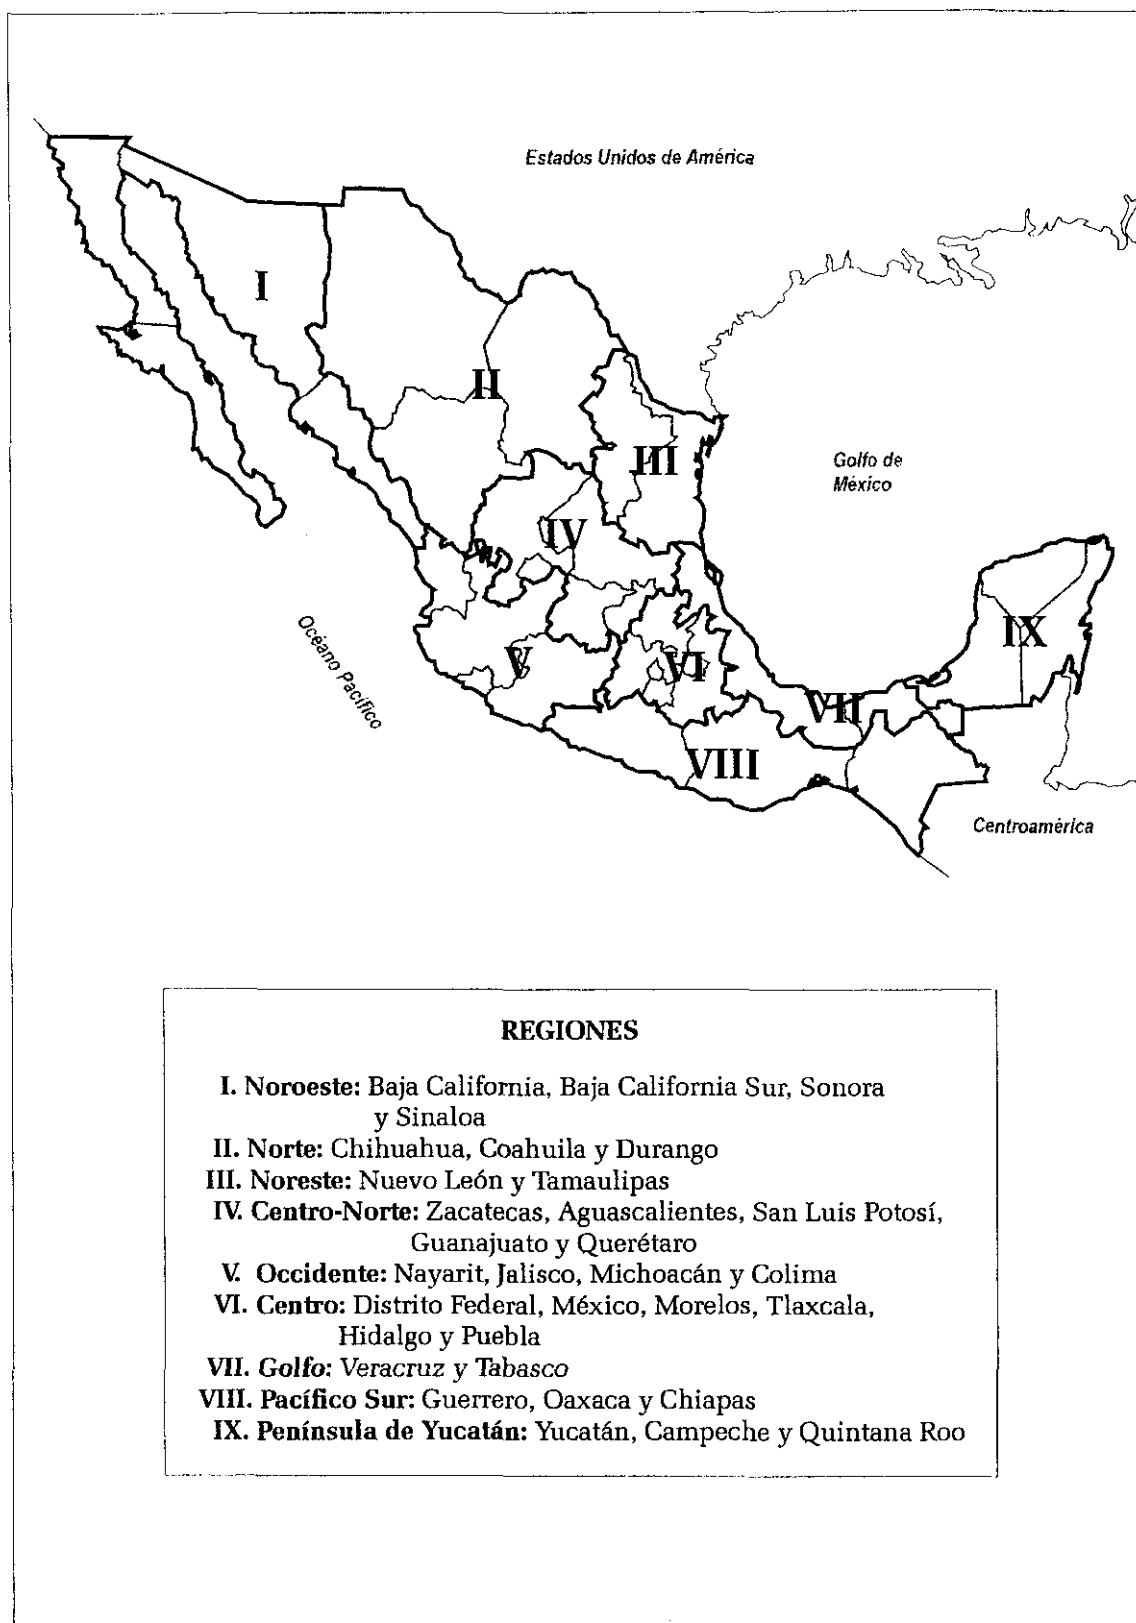 Estados Unidos de América
I
II
III
Golfo de
México
IV
Océano Pacífico
V
VI
IX
VII
VIII
Centroamérica
REGIONES
I. Noroeste: Baja California, Baja California Sur, Sonora
y Sinaloa
II. Norte: Chihuahua, Coahuila y Durango
III. Noreste: Nuevo León y Tamaulipas
IV. Centro-Norte: Zacatecas, Aguascalientes, San Luis Potosí,
Guanajuato y Querétaro
V. Occidente: Nayarit, Jalisco, Michoacán y Colima
VI. Centro: Distrito Federal, México, Morelos, Tlaxcala,
Hidalgo y Puebla
VII. Golfo: Veracruz y Tabasco
VIII. Pacífico Sur: Guerrero, Oaxaca y Chiapas
IX. Península de Yucatán: Yucatán, Campeche y Quintana Roo